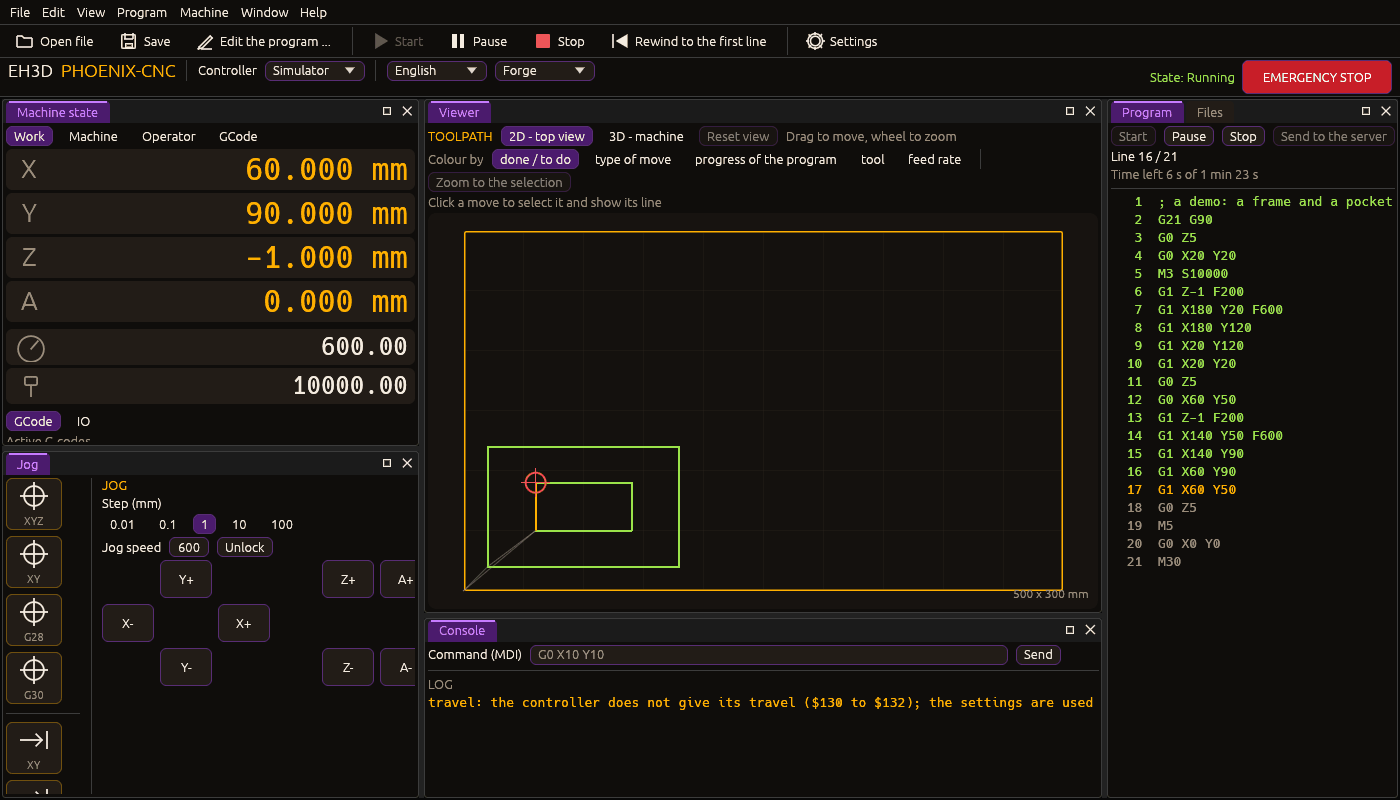 File Edit View Program Machine Window Help
Open file Save Edit the program ... Start Pause Stop Rewind to the first line Settings
EH3D PHOENIX-CNC Controller Simulator English Forge State: Running EMERGENCY STOP
Machine state
Work Machine Operator GCode
X 60.000 mm
Y 90.000 mm
Z -1.000 mm
A 0.000 mm
600.00
10000.00
GCode IO
Active G-codes
Jog
XYZ
XY
G28
G30
XY
JOG
Step (mm)
0.01 0.1 1 10 100
Jog speed 600 Unlock
Y+ Z+ A+
X- X+
Y- Z- A-
Viewer
TOOLPATH 2D - top view 3D - machine Reset view Drag to move, wheel to zoom
Colour by done / to do type of move progress of the program tool feed rate
Zoom to the selection
Click a move to select it and show its line
500 x 300 mm
Console
Command (MDI) G0 X10 Y10 Send
LOG
travel: the controller does not give its travel ($130 to $132); the settings are used
Program Files
Start Pause Stop Send to the server
Line 16 / 21
Time left 6 s of 1 min 23 s
1 ; a demo: a frame and a pocket
2 G21 G90
3 G0 Z5
4 G0 X20 Y20
5 M3 S10000
6 G1 Z-1 F200
7 G1 X180 Y20 F600
8 G1 X180 Y120
9 G1 X20 Y120
10 G1 X20 Y20
11 G0 Z5
12 G0 X60 Y50
13 G1 Z-1 F200
14 G1 X140 Y50 F600
15 G1 X140 Y90
16 G1 X60 Y90
17 G1 X60 Y50
18 G0 Z5
19 M5
20 G0 X0 Y0
21 M30